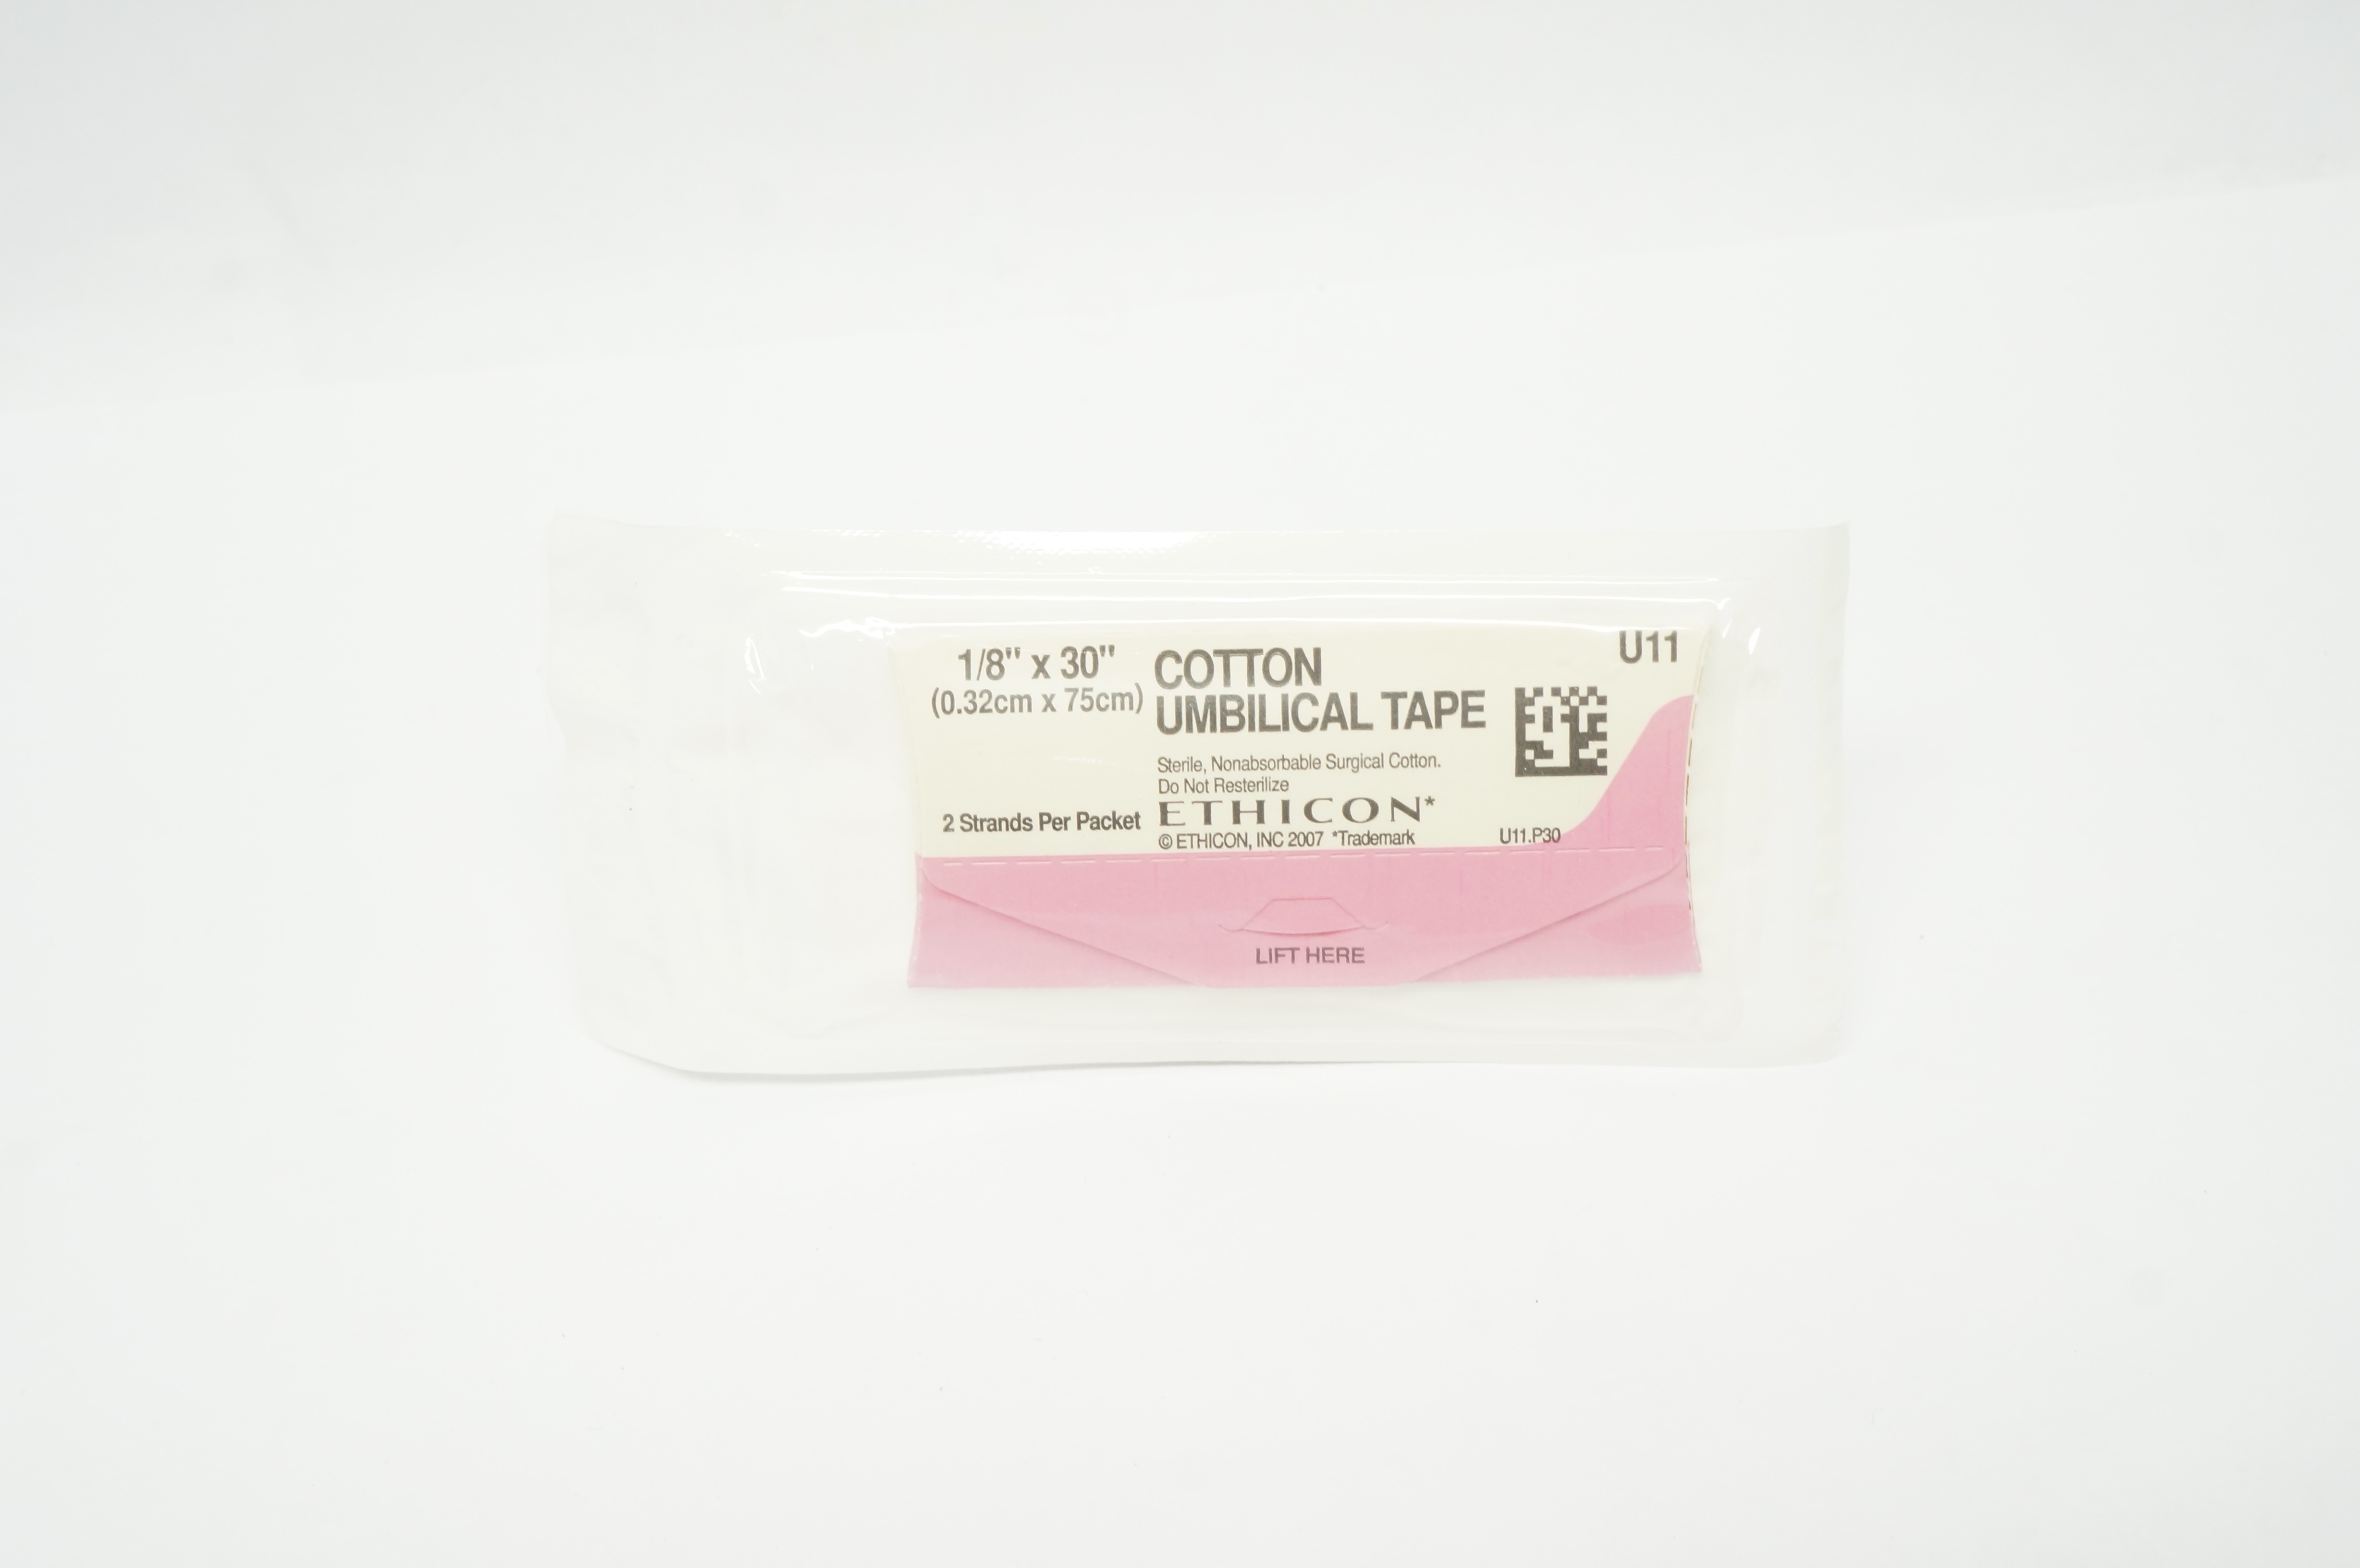 U11
1/8" x 30"
(0.32cm x 75cm)
COTTON
UMBILICAL TAPE
Sterile, Nonabsorbable Surgical Cotton.
Do Not Resterilize
2 Strands Per Packet
ETHICON*
© ETHICON, INC 2007 *Trademark
U11.P30
LIFT HERE